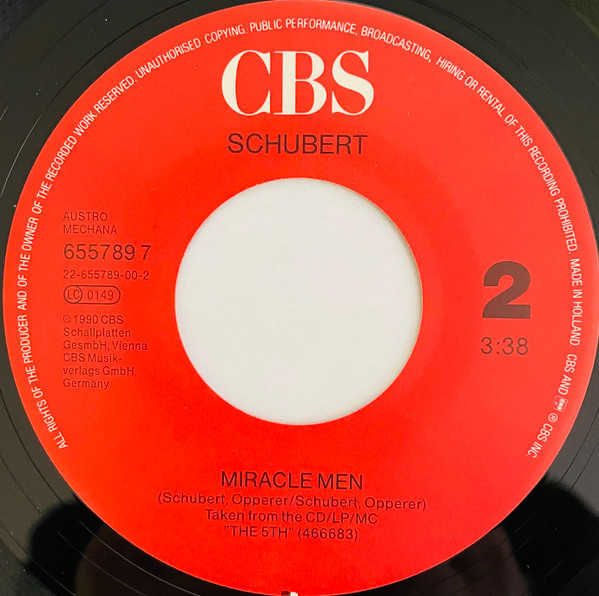 ALL RIGHTS OF THE PRODUCER AND OF THE OWNER OF THE RECORDED WORK RESERVED. UNAUTHORISED COPYING. PUBLIC PERFORMANCE, BROADCASTING, HIRING OR RENTAL OF THIS RECORDING PROHIBITED. MADE IN HOLLAND CBS AND ℗ CBS INC.
CBS
SCHUBERT
AUSTRO
MECHANA
655789 7
22-655789-00-2
LC 0149
℗ 1990 CBS
Schallplatten
GesmbH, Vienna
CBS Musik-
verlags GmbH,
Germany
2
3:38
MIRACLE MEN
(Schubert, Opperer/Schubert, Opperer)
Taken from the CD/LP/MC
"THE 5TH" (466683)